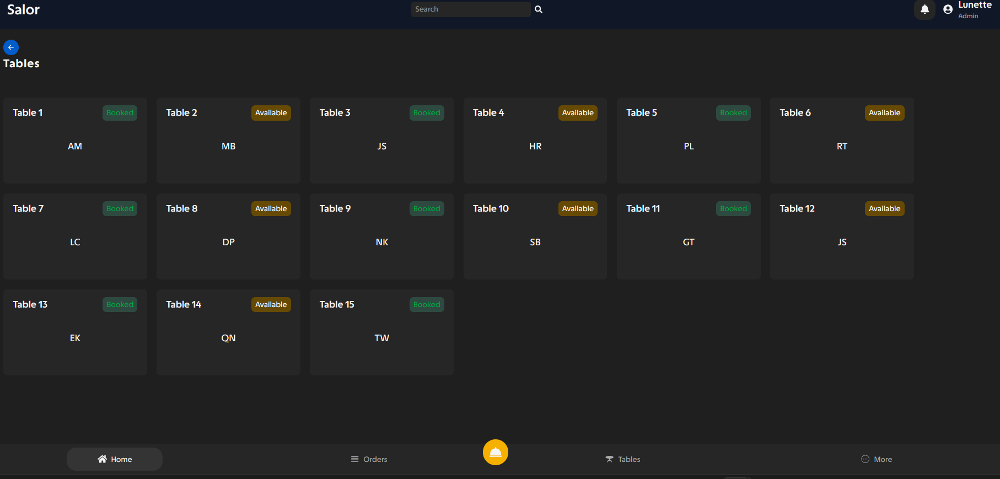 Salor
Search
Lunette
Admin
Tables
Table 1 Booked
AM
Table 2 Available
MB
Table 3 Booked
JS
Table 4 Available
HR
Table 5 Booked
PL
Table 6 Available
RT
Table 7 Booked
LC
Table 8 Available
DP
Table 9 Booked
NK
Table 10 Available
SB
Table 11 Booked
GT
Table 12 Available
JS
Table 13 Booked
EK
Table 14 Available
QN
Table 15 Booked
TW
Home
Orders
Tables
More